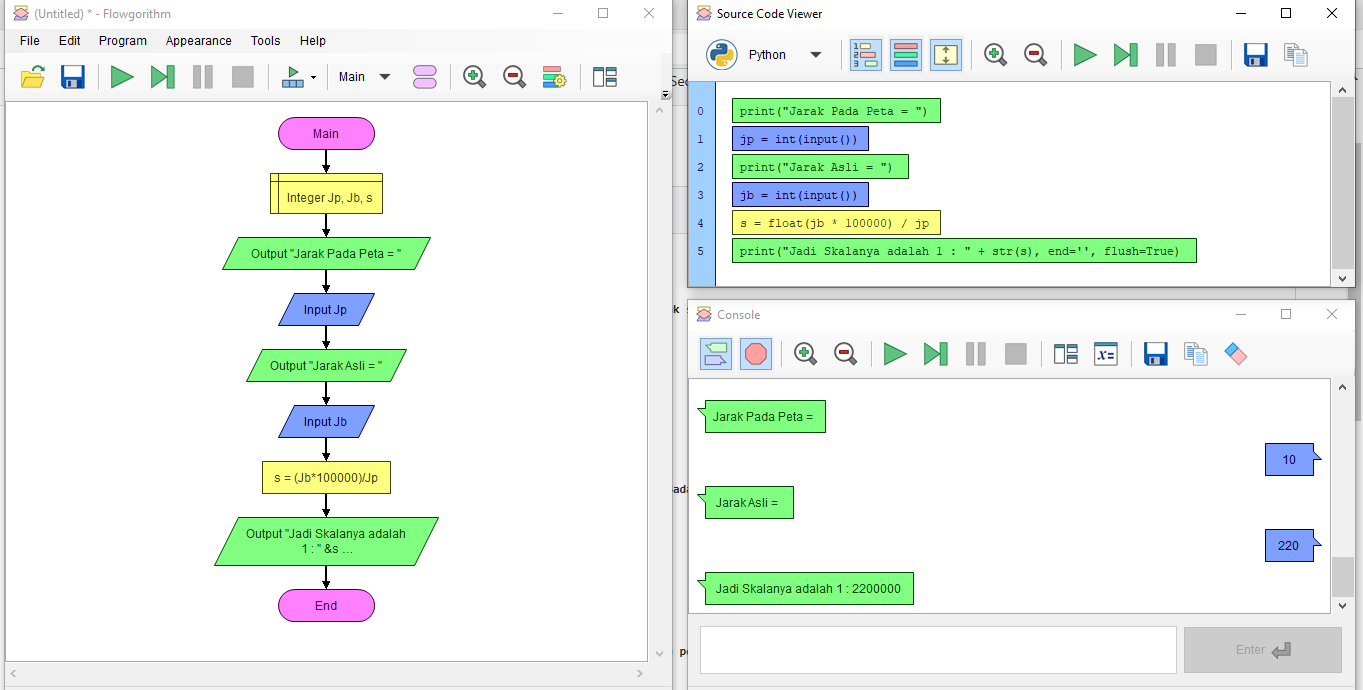 (Untitled) * - Flowgorithm
File Edit Program Appearance Tools Help
Main
Main
Integer Jp, Jb, s
Output "Jarak Pada Peta = "
Input Jp
Output "Jarak Asli = "
Input Jb
s = (Jb*100000)/Jp
Output "Jadi Skalanya adalah
1 : " &s ...
End
Source Code Viewer
Python
0 print("Jarak Pada Peta = ")
1 jp = int(input())
2 print("Jarak Asli = ")
3 jb = int(input())
4 s = float(jb * 100000) / jp
5 print("Jadi Skalanya adalah 1 : " + str(s), end='', flush=True)
Console
x=
Jarak Pada Peta =
10
Jarak Asli =
220
Jadi Skalanya adalah 1 : 2200000
Enter